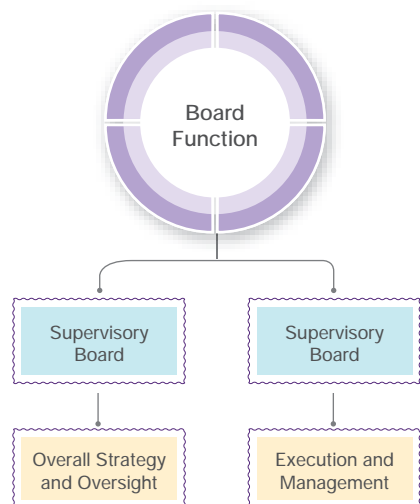 Board
Function
Supervisory
Board
Supervisory
Board
Overall Strategy
and Oversight
Execution and
Management